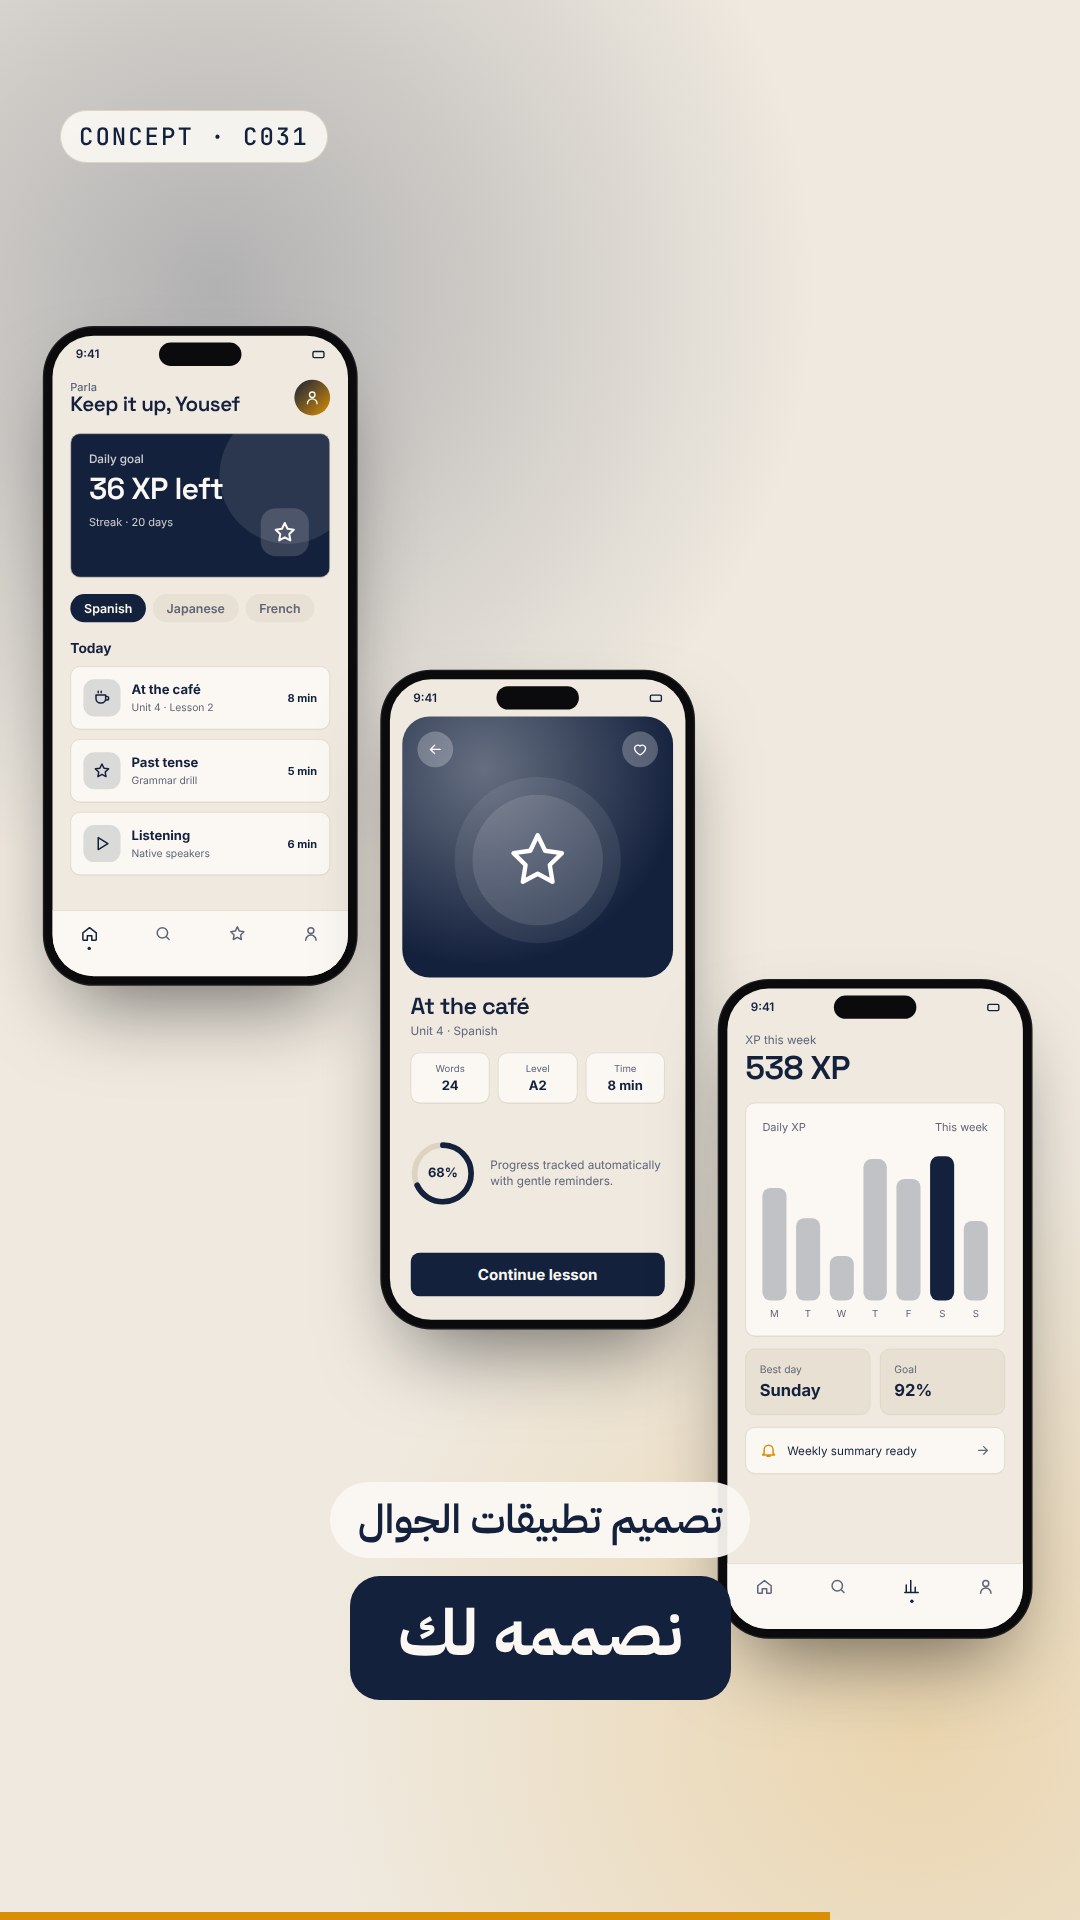 CONCEPT · C031
9:41
Parla
Keep it up, Yousef
Daily goal
36 XP left
Streak · 20 days
Spanish
Japanese
French
Today
At the café
Unit 4 · Lesson 2
8 min
Past tense
Grammar drill
5 min
Listening
Native speakers
6 min
9:41
At the café
Unit 4 · Spanish
Words
24
Level
A2
Time
8 min
68%
Progress tracked automatically
with gentle reminders.
Continue lesson
9:41
XP this week
538 XP
Daily XP
This week
M T W T F S S
Best day
Sunday
Goal
92%
Weekly summary ready
تصميم تطبيقات الجوال
نصممه لك